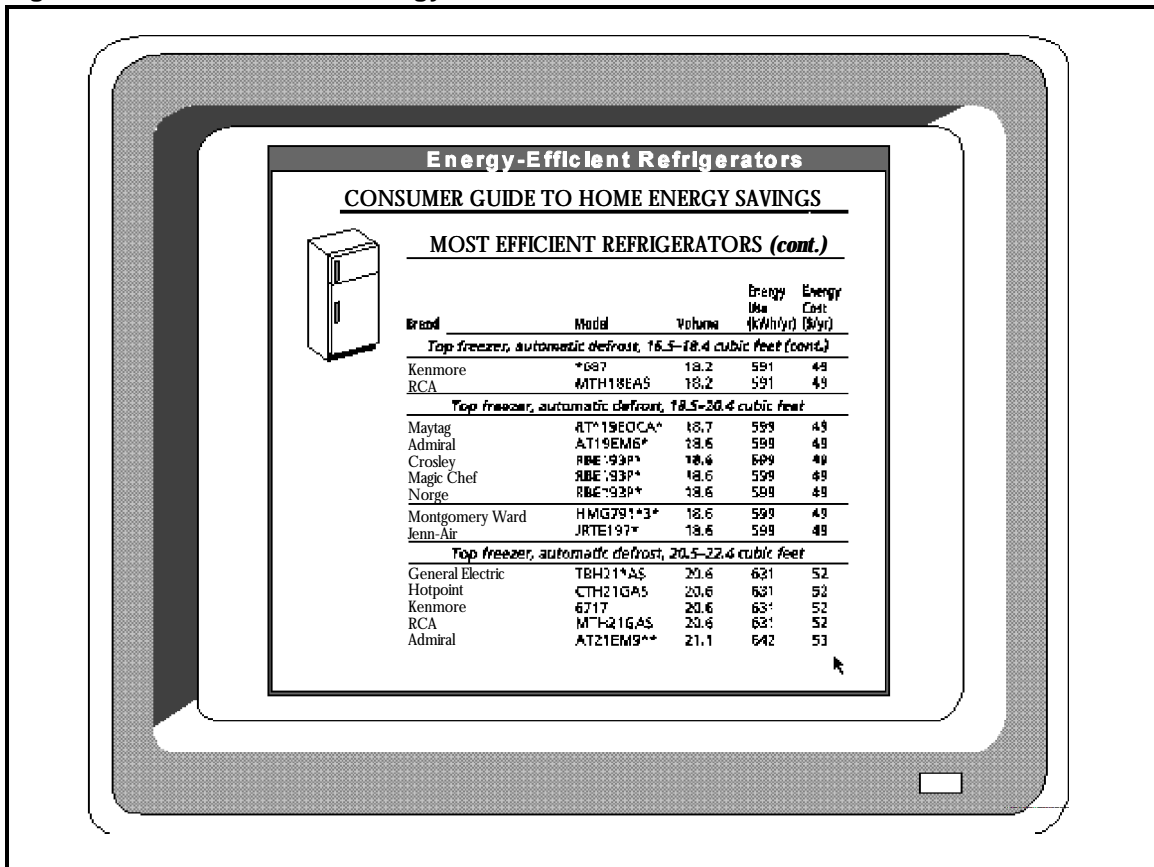 Energy-Efficient Refrigerators
CONSUMER GUIDE TO HOME ENERGY SAVINGS
MOST EFFICIENT REFRIGERATORS (cont.)
Energy Energy
Use Cost
Brand Model Volume (kWh/yr) ($/yr)
Top freezer, automatic defrost, 16.5–18.4 cubic feet (cont.)
Kenmore *687 18.2 591 49
RCA MTH18EAS 18.2 591 49
Top freezer, automatic defrost, 18.5–20.4 cubic feet
Maytag 18.7 599 49
Admiral AT19EM6* 18.6 599 49
Crosley 18.6 599 49
Magic Chef 18.6 599 49
Norge 18.6 599 49
Montgomery Ward HMG791*3* 18.6 599 49
Jenn-Air JRTE197* 18.6 599 49
Top freezer, automatic defrost, 20.5–22.4 cubic feet
General Electric TBH21*AS 20.6 631 52
Hotpoint CTH21GAS 20.6 631 52
Kenmore 6717 20.6 631 52
RCA MTH21GAS 20.6 631 52
Admiral AT21EM9** 21.1 642 53